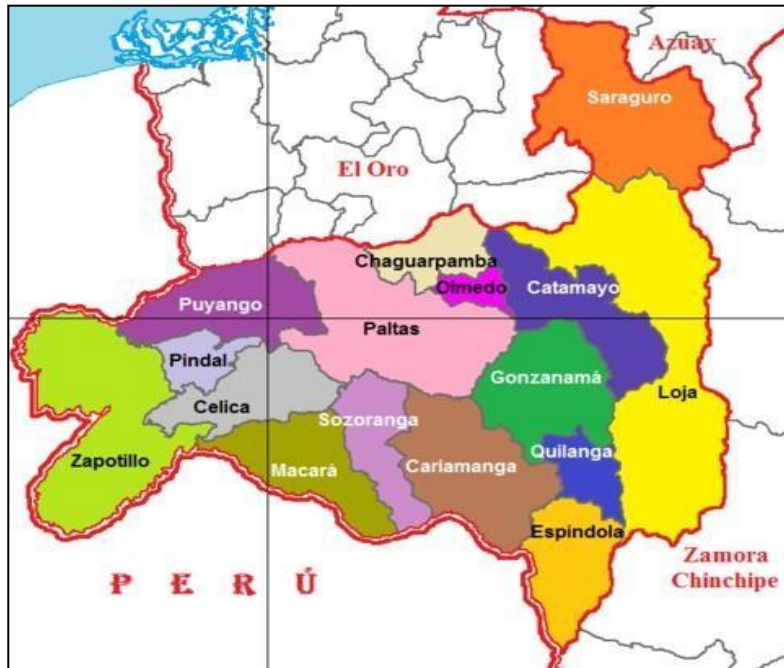 Azuay
Saraguro
El Oro
Chaguarpamba
Olmedo
Catamayo
Puyango
Paltas
Pindal
Gonzanamá
Loja
Celica
Sozoranga
Quilanga
Zapotillo
Macará
Cariamanga
Espindola
Zamora
Chinchipe
PERÚ